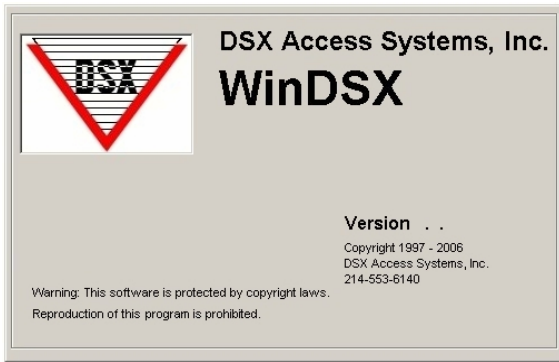 DSX
DSX Access Systems, Inc.
WinDSX
Version . .
Copyright 1997 - 2006
DSX Access Systems, Inc.
214-553-6140
Warning: This software is protected by copyright laws.
Reproduction of this program is prohibited.